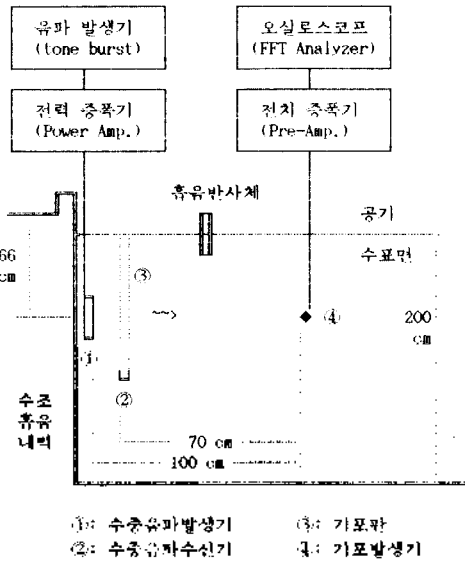 유파 발생기
(tone burst)
오실로스코프
(FFT Analyzer)
전력 증폭기
(Power Amp.)
전치 증폭기
(Pre-Amp.)
흡음반사체
공기
수표면
66
cm
③
④
200
cm
①
②
수조
흡음
내벽
70 cm
100 cm
①: 수중유파발생기
③: 기포판
②: 수중유파수신기
④: 기포발생기